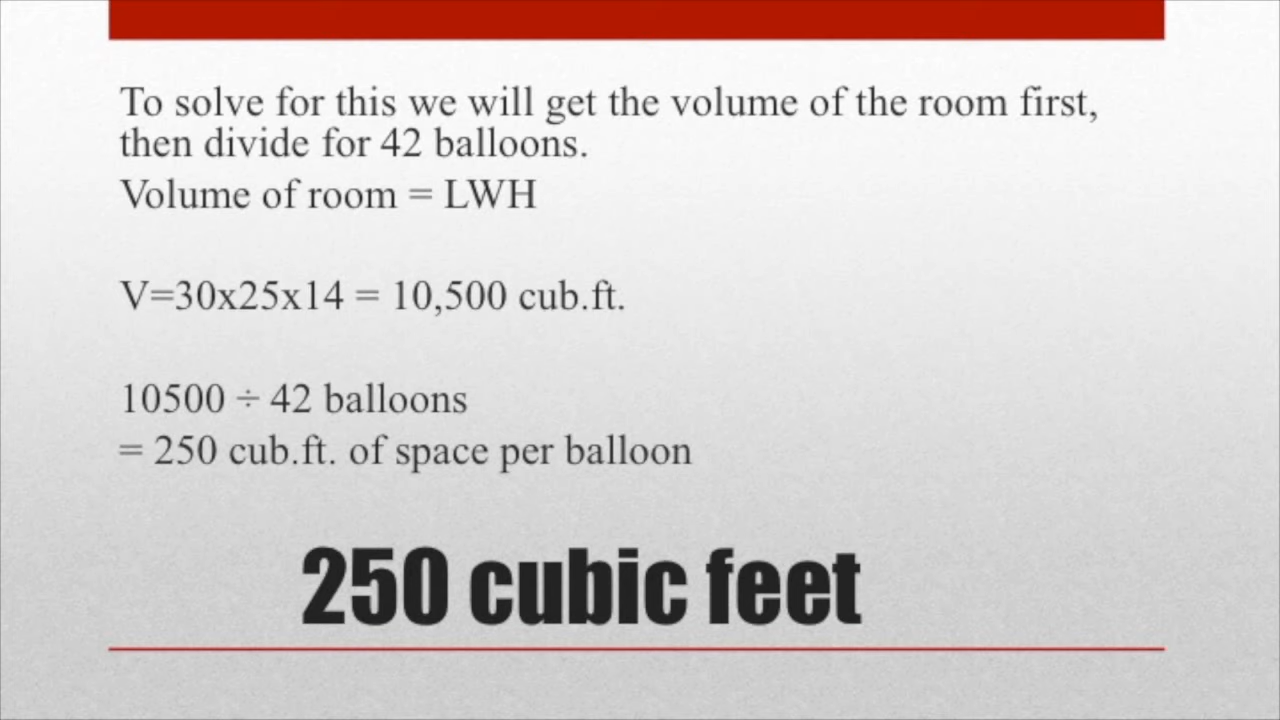 To solve for this we will get the volume of the room first,
then divide for 42 balloons.
Volume of room = LWH
V=30x25x14 = 10,500 cub.ft.
10500 ÷ 42 balloons
= 250 cub.ft. of space per balloon
250 cubic feet